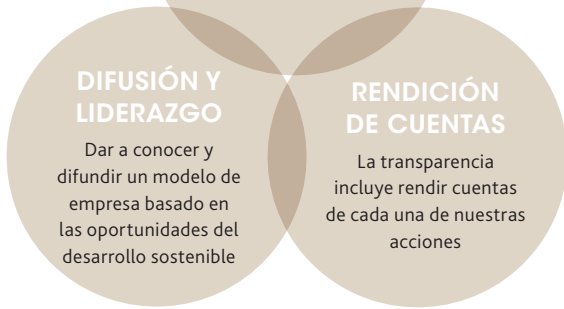 DIFUSIÓN Y
LIDERAZGO
Dar a conocer y
difundir un modelo de
empresa basado en
las oportunidades del
desarrollo sostenible
RENDICIÓN
DE CUENTAS
La transparencia
incluye rendir cuentas
de cada una de nuestras
acciones